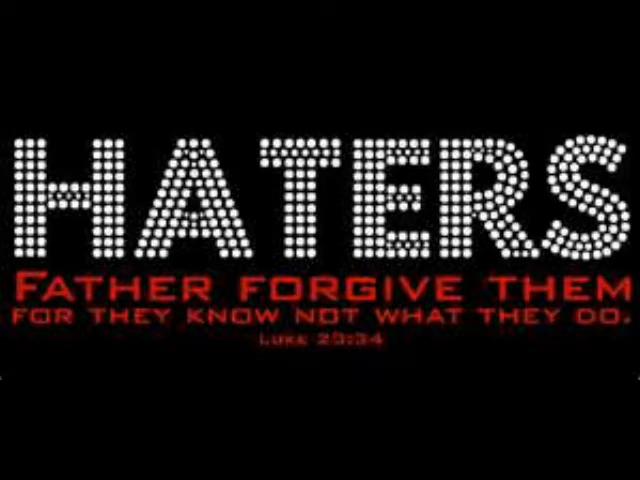 HATERS
FATHER FORGIVE THEM
FOR THEY KNOW NOT WHAT THEY DO.
LUKE 23:34